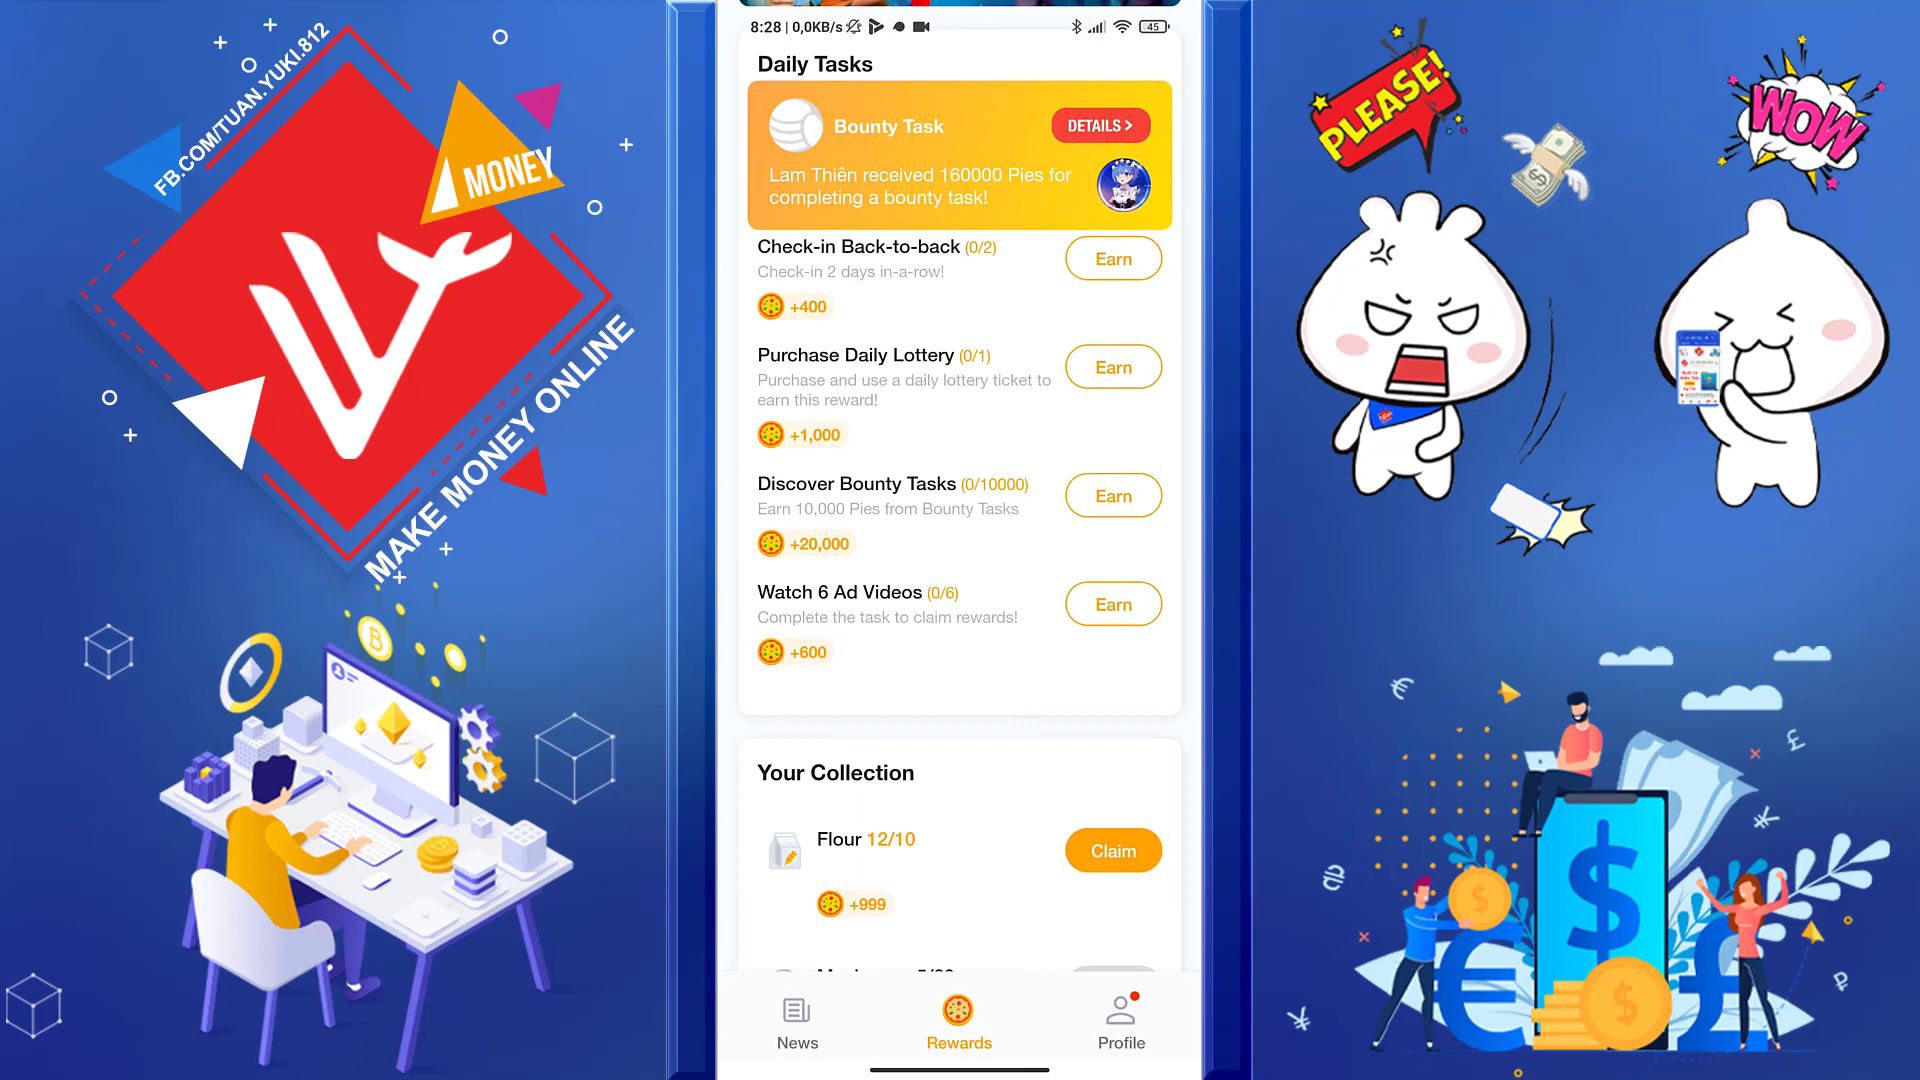 FB.COM/TUAN.YUKI.812
MONEY
MAKE MONEY ONLINE
8:28 | 0,0KB/s
45
Daily Tasks
Bounty Task
DETAILS >
Lam Thiên received 160000 Pies for
completing a bounty task!
Check-in Back-to-back (0/2)
Check-in 2 days in-a-row!
Earn
+400
Purchase Daily Lottery (0/1)
Purchase and use a daily lottery ticket to
earn this reward!
Earn
+1,000
Discover Bounty Tasks (0/10000)
Earn 10,000 Pies from Bounty Tasks
Earn
+20,000
Watch 6 Ad Videos (0/6)
Complete the task to claim rewards!
Earn
+600
Your Collection
Flour 12/10
Claim
+999
News
Rewards
Profile
PLEASE!
WOW